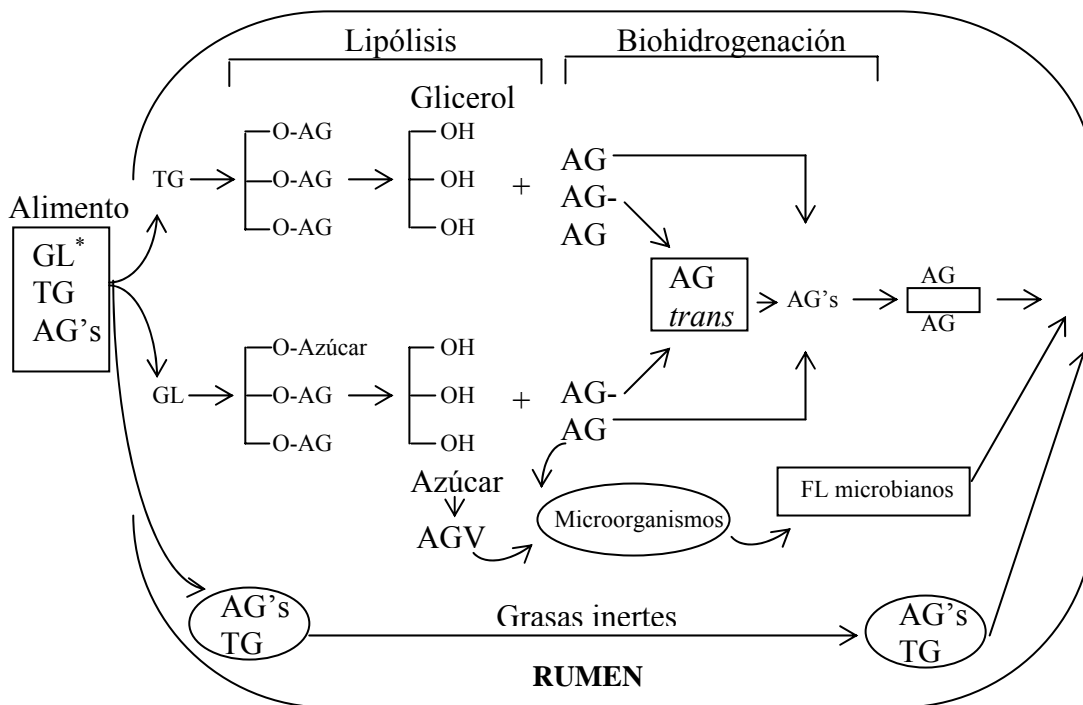 Lipólisis
Biohidrogenación
Glicerol
O-AG
OH
AG
TG
O-AG
OH
+
AG-
O-AG
OH
AG
Alimento
GL*
TG
AG's
AG
trans
AG's
AG
AG
O-Azúcar
OH
GL
O-AG
OH
+
AG-
O-AG
OH
AG
Azúcar
AGV
Microorganismos
FL microbianos
AG's
TG
Grasas inertes
AG's
TG
RUMEN